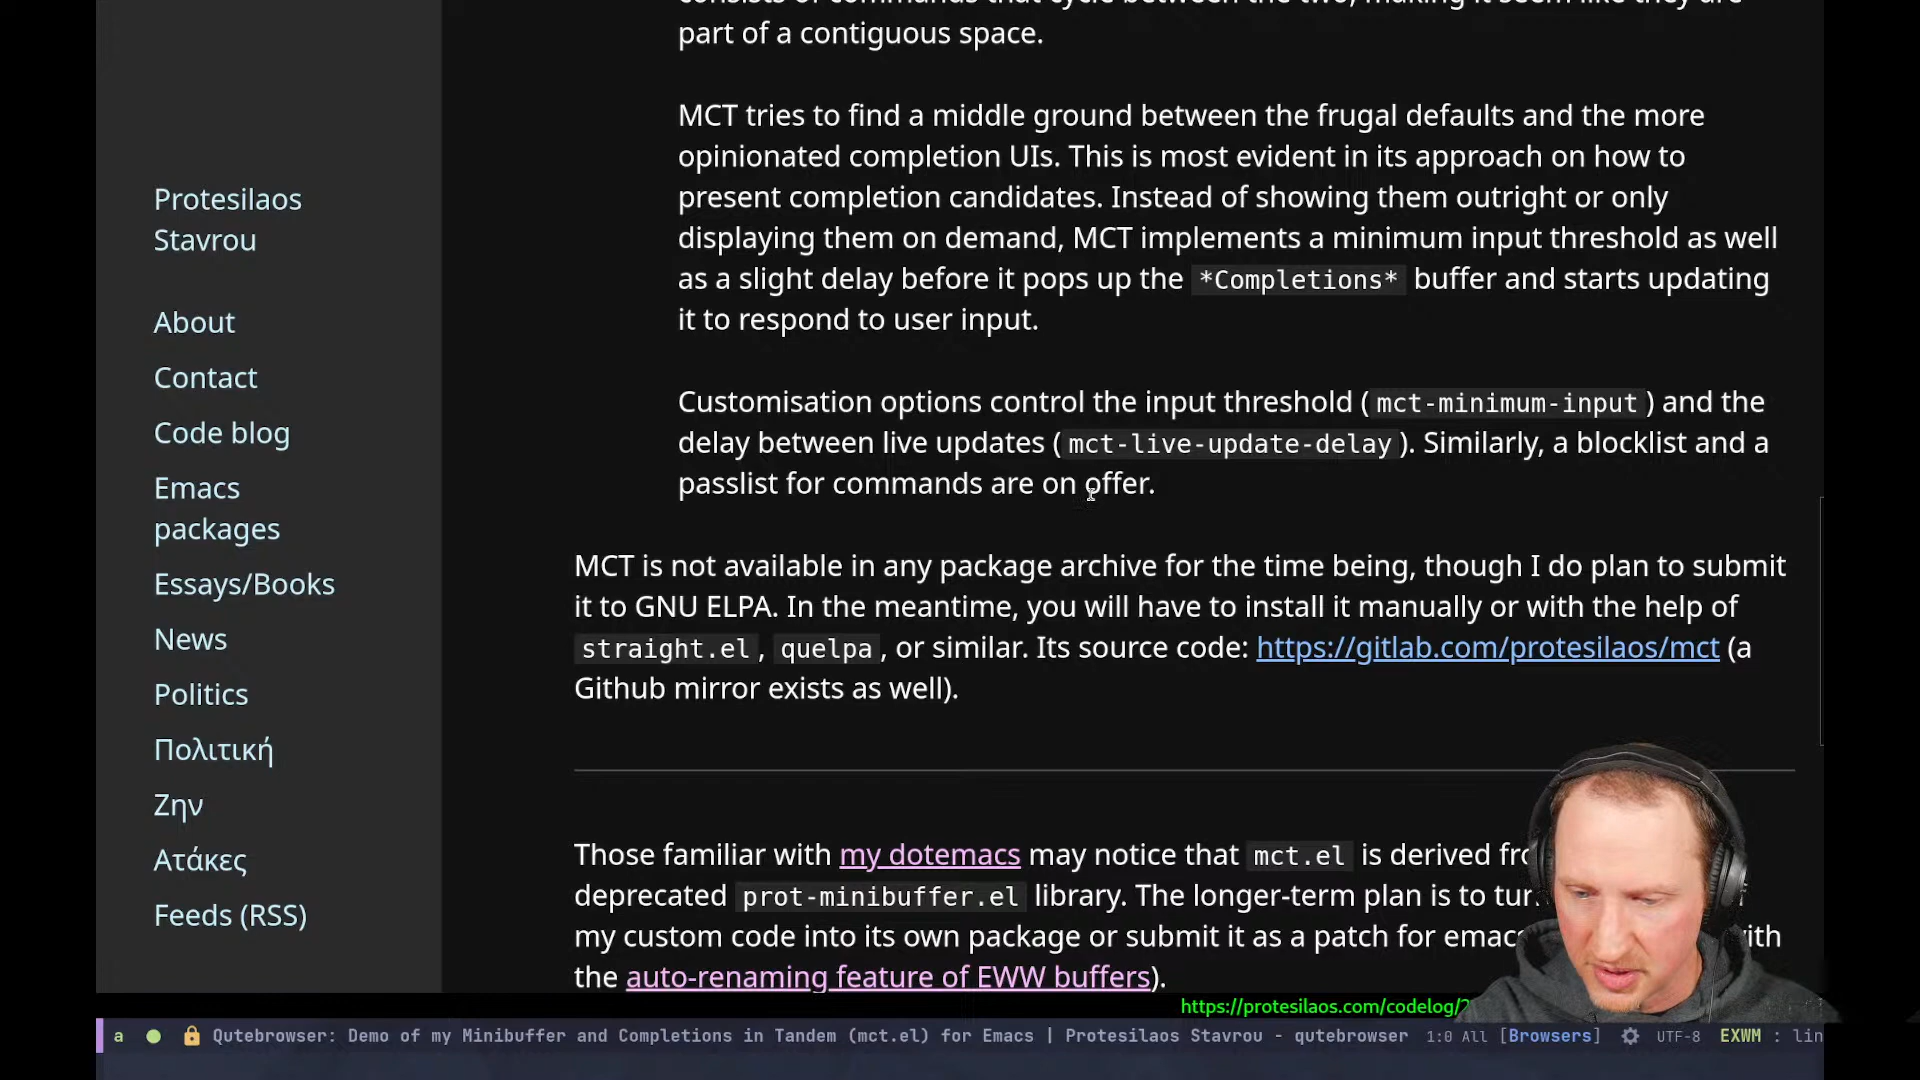 Protesilaos
Stavrou
About
Contact
Code blog
Emacs
packages
Essays/Books
News
Politics
Πολιτική
Ζην
Ατάκες
Feeds (RSS)
part of a contiguous space.
MCT tries to find a middle ground between the frugal defaults and the more
opinionated completion UIs. This is most evident in its approach on how to
present completion candidates. Instead of showing them outright or only
displaying them on demand, MCT implements a minimum input threshold as well
as a slight delay before it pops up the *Completions* buffer and starts updating
it to respond to user input.
Customisation options control the input threshold ( mct-minimum-input ) and the
delay between live updates ( mct-live-update-delay ). Similarly, a blocklist and a
passlist for commands are on offer.
MCT is not available in any package archive for the time being, though I do plan to submit
it to GNU ELPA. In the meantime, you will have to install it manually or with the help of
straight.el , quelpa , or similar. Its source code: https://gitlab.com/protesilaos/mct (a
Github mirror exists as well).
Those familiar with my dotemacs may notice that mct.el is derived
deprecated prot-minibuffer.el library. The longer-term plan is to
my custom code into its own package or submit it as a patch for
the auto-renaming feature of EWW buffers).
https://protesilaos.com/codelog/2
a Qutebrowser: Demo of my Minibuffer and Completions in Tandem (mct.el) for Emacs | Protesilaos Stavrou - qutebrowser 1:0 All [Browsers] UTF-8 EXWM : lin